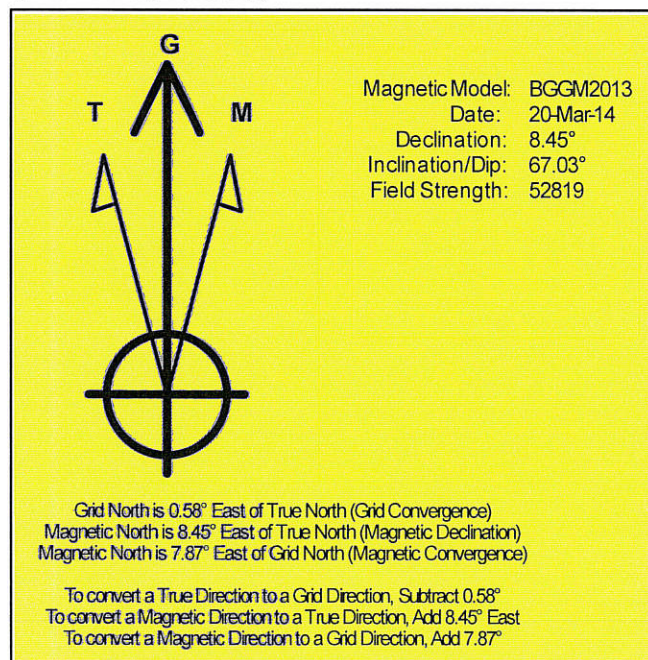 G
T M
Magnetic Model: BGGM2013
Date: 20-Mar-14
Declination: 8.45°
Inclination/Dip: 67.03°
Field Strength: 52819
Grid North is 0.58° East of True North (Grid Convergence)
Magnetic North is 8.45° East of True North (Magnetic Declination)
Magnetic North is 7.87° East of Grid North (Magnetic Convergence)
To convert a True Direction to a Grid Direction, Subtract 0.58°
To convert a Magnetic Direction to a True Direction, Add 8.45° East
To convert a Magnetic Direction to a Grid Direction, Add 7.87°